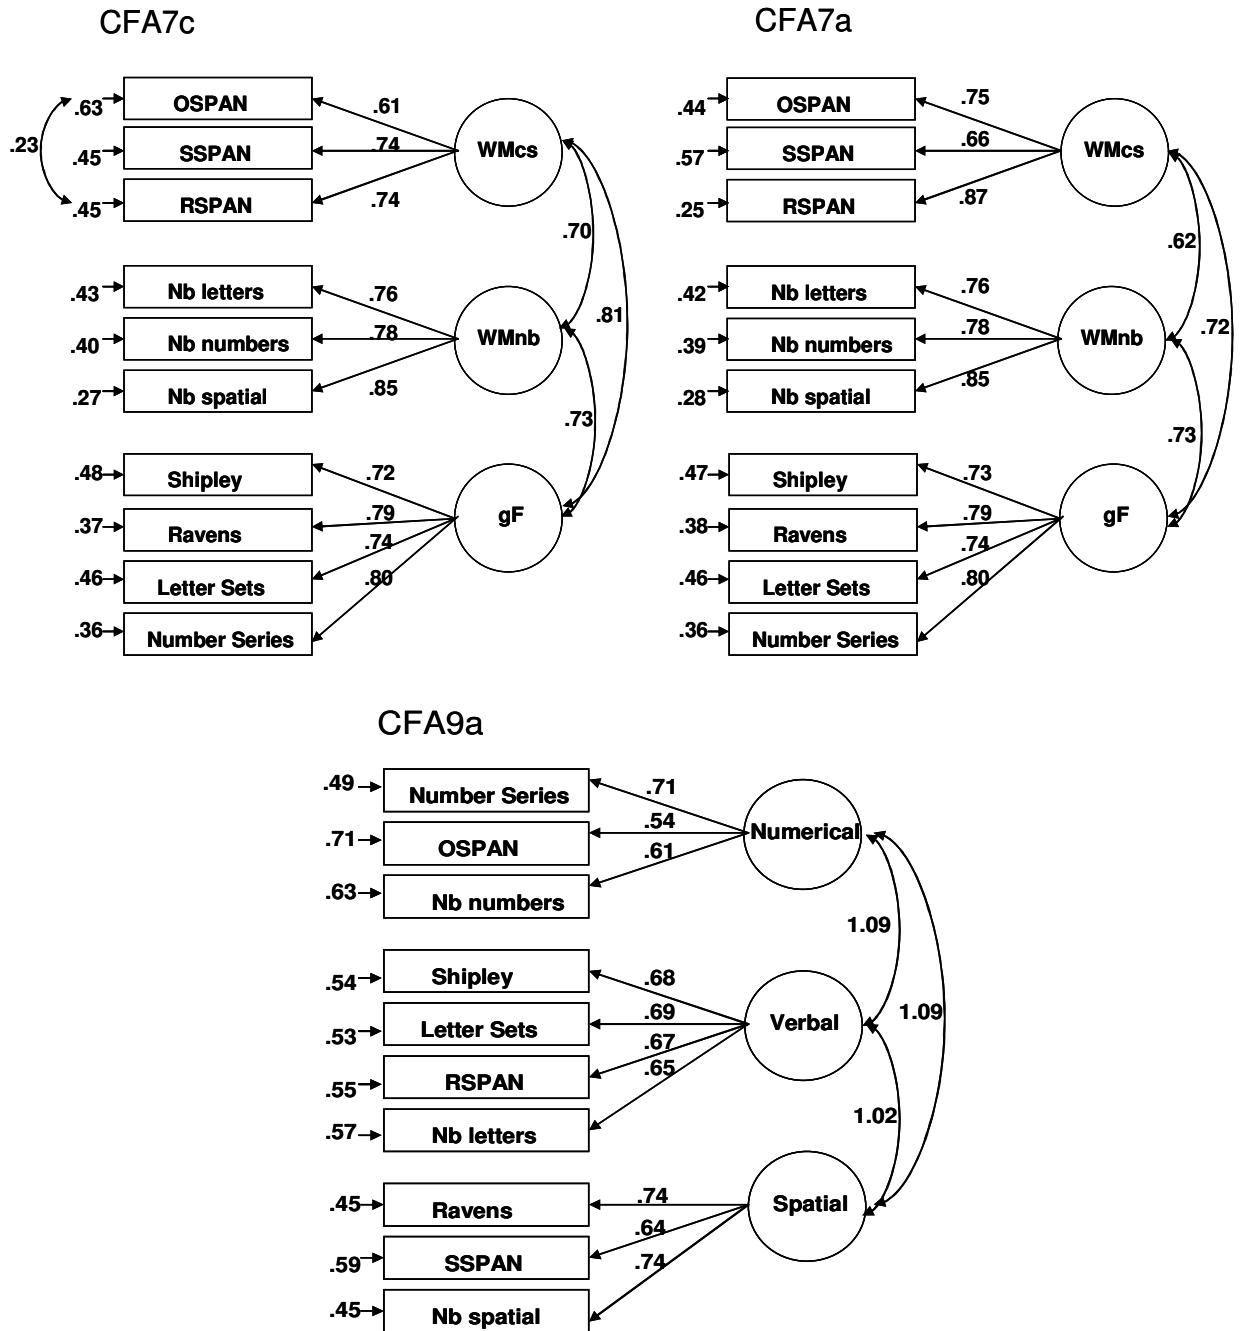 CFA7c
.23
.63 OSPAN .61
.45 SSPAN .74 WMcs
.45 RSPAN .74
.70
.43 Nb letters .76
.40 Nb numbers .78 WMnb
.27 Nb spatial .85
.81
.73
.48 Shipley .72
.37 Ravens .79 gF
.46 Letter Sets .74
.36 Number Series .80
CFA7a
.44 OSPAN .75
.57 SSPAN .66 WMcs
.25 RSPAN .87
.62
.42 Nb letters .76
.39 Nb numbers .78 WMnb
.28 Nb spatial .85
.72
.73
.47 Shipley .73
.38 Ravens .79 gF
.46 Letter Sets .74
.36 Number Series .80
CFA9a
.49 Number Series .71
.71 OSPAN .54 Numerical
.63 Nb numbers .61
1.09
.54 Shipley .68
.53 Letter Sets .69 Verbal
.55 RSPAN .67
.57 Nb letters .65
1.09
1.02
.45 Ravens .74 Spatial
.59 SSPAN .64
.45 Nb spatial .74